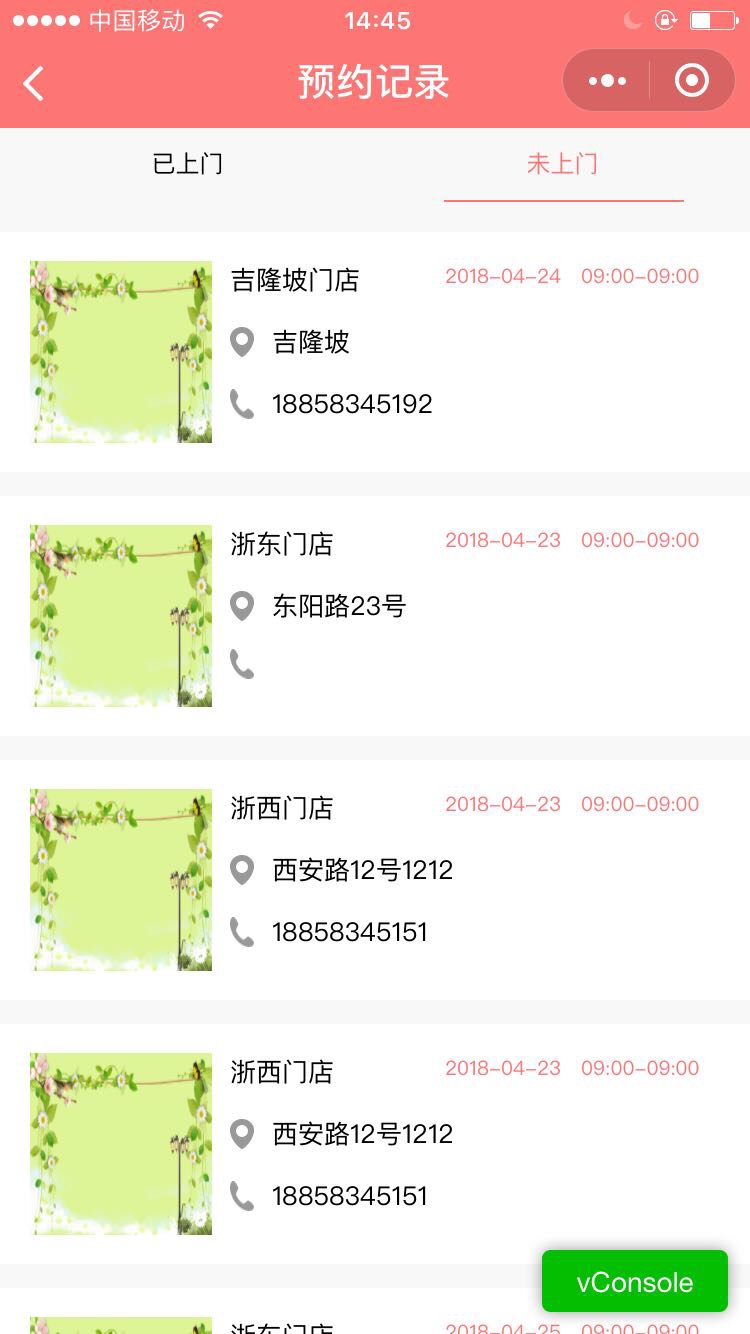 中国移动 14:45
预约记录
已上门 未上门
吉隆坡门店 2018-04-24 09:00-09:00
吉隆坡
18858345192
浙东门店 2018-04-23 09:00-09:00
东阳路23号
浙西门店 2018-04-23 09:00-09:00
西安路12号1212
18858345151
浙西门店 2018-04-23 09:00-09:00
西安路12号1212
18858345151
vConsole
浙东门店 2018-04-25 09:00-09:00